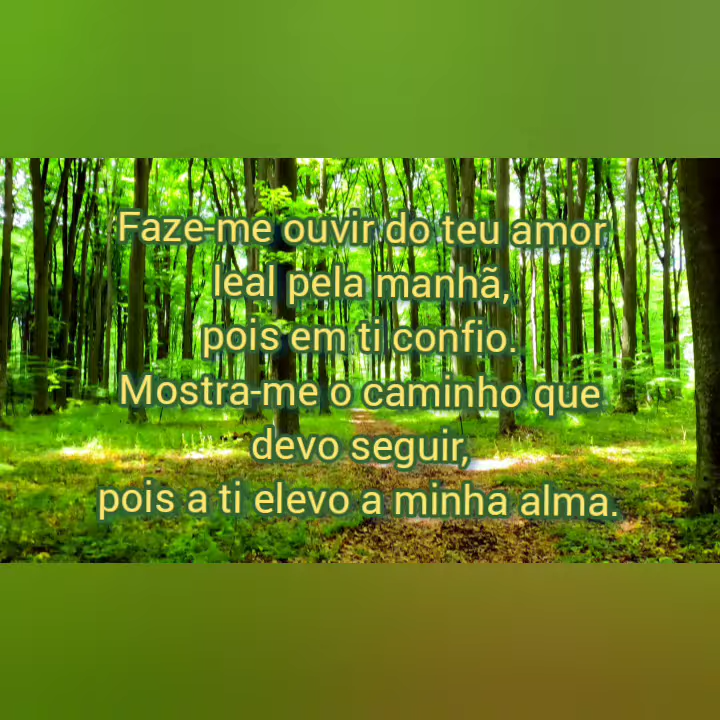 Faze-me ouvir do teu amor
leal pela manhã,
pois em ti confio.
Mostra-me o caminho que
devo seguir,
pois a ti elevo a minha alma.